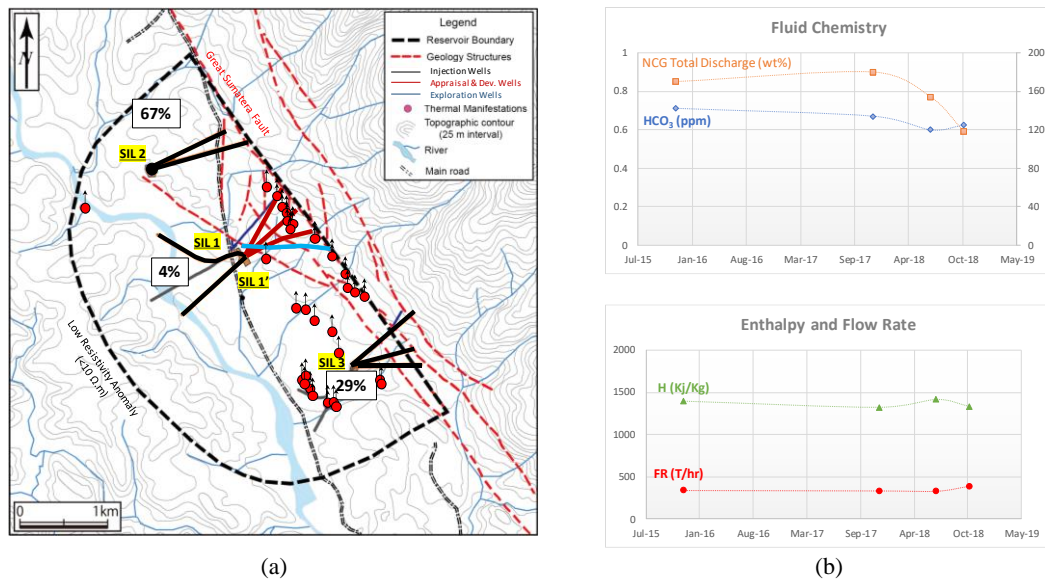 N
Legend
Reservoir Boundary
Geology Structures
Injection Wells
Appraisal & Dev. Wells
Exploration Wells
Thermal Manifestations
Topographic contour
(25 m interval)
River
Main road
Great Sumatera Fault
67%
SIL 2
SIL 1
4%
SIL 1'
SIL 3
29%
Low Resistivity Anomaly
(<10 Ω.m)
0 1km
(a)
Fluid Chemistry
NCG Total Discharge (wt%)
HCO₃ (ppm)
1
0.8
0.6
0.4
0.2
0
200
160
120
80
40
0
Jul-15 Jan-16 Aug-16 Mar-17 Sep-17 Apr-18 Oct-18 May-19
Enthalpy and Flow Rate
H (Kj/Kg)
FR (T/hr)
2000
1500
1000
500
0
Jul-15 Jan-16 Aug-16 Mar-17 Sep-17 Apr-18 Oct-18 May-19
(b)